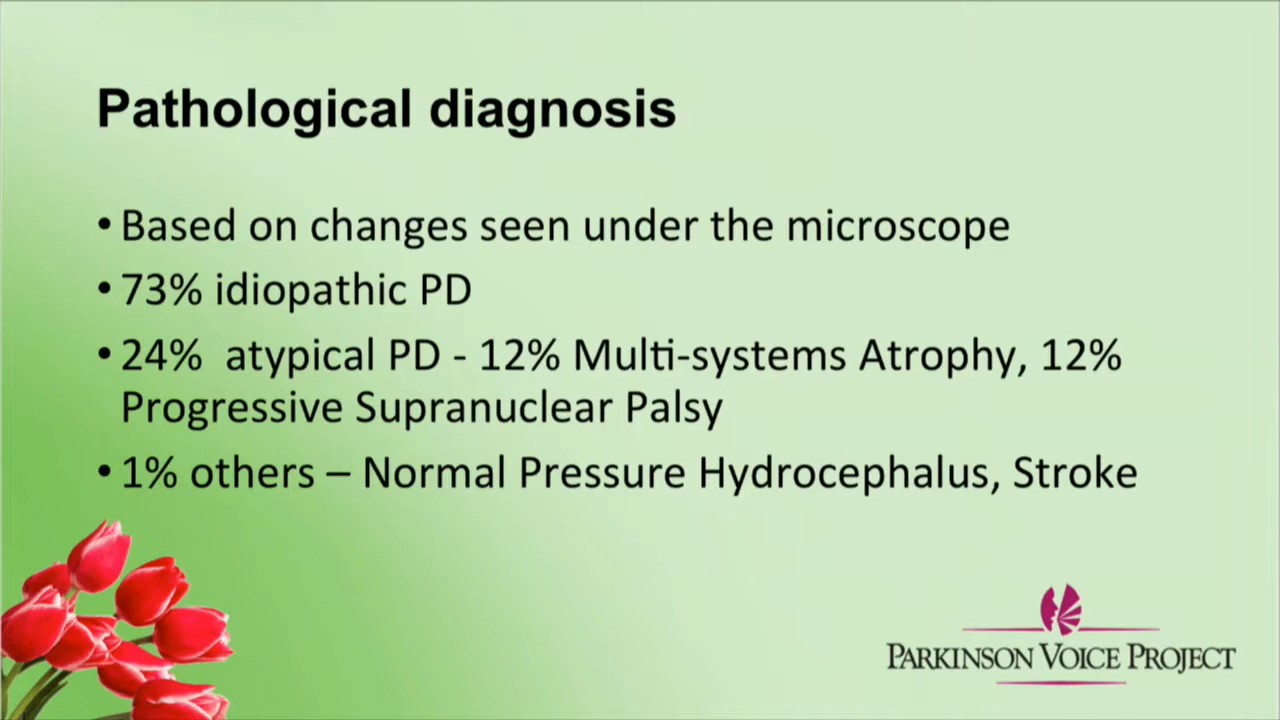 Pathological diagnosis
• Based on changes seen under the microscope
• 73% idiopathic PD
• 24%  atypical PD - 12% Multi-systems Atrophy, 12%
Progressive Supranuclear Palsy
• 1% others – Normal Pressure Hydrocephalus, Stroke
PARKINSON VOICE PROJECT